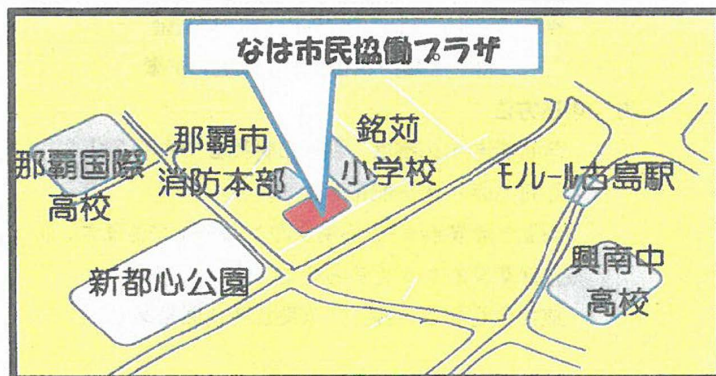 なは市民協働プラザ
那覇国際
高校
那覇市
消防本部
銘苅
小学校
モノレール古島駅
新都心公園
興南中
高校